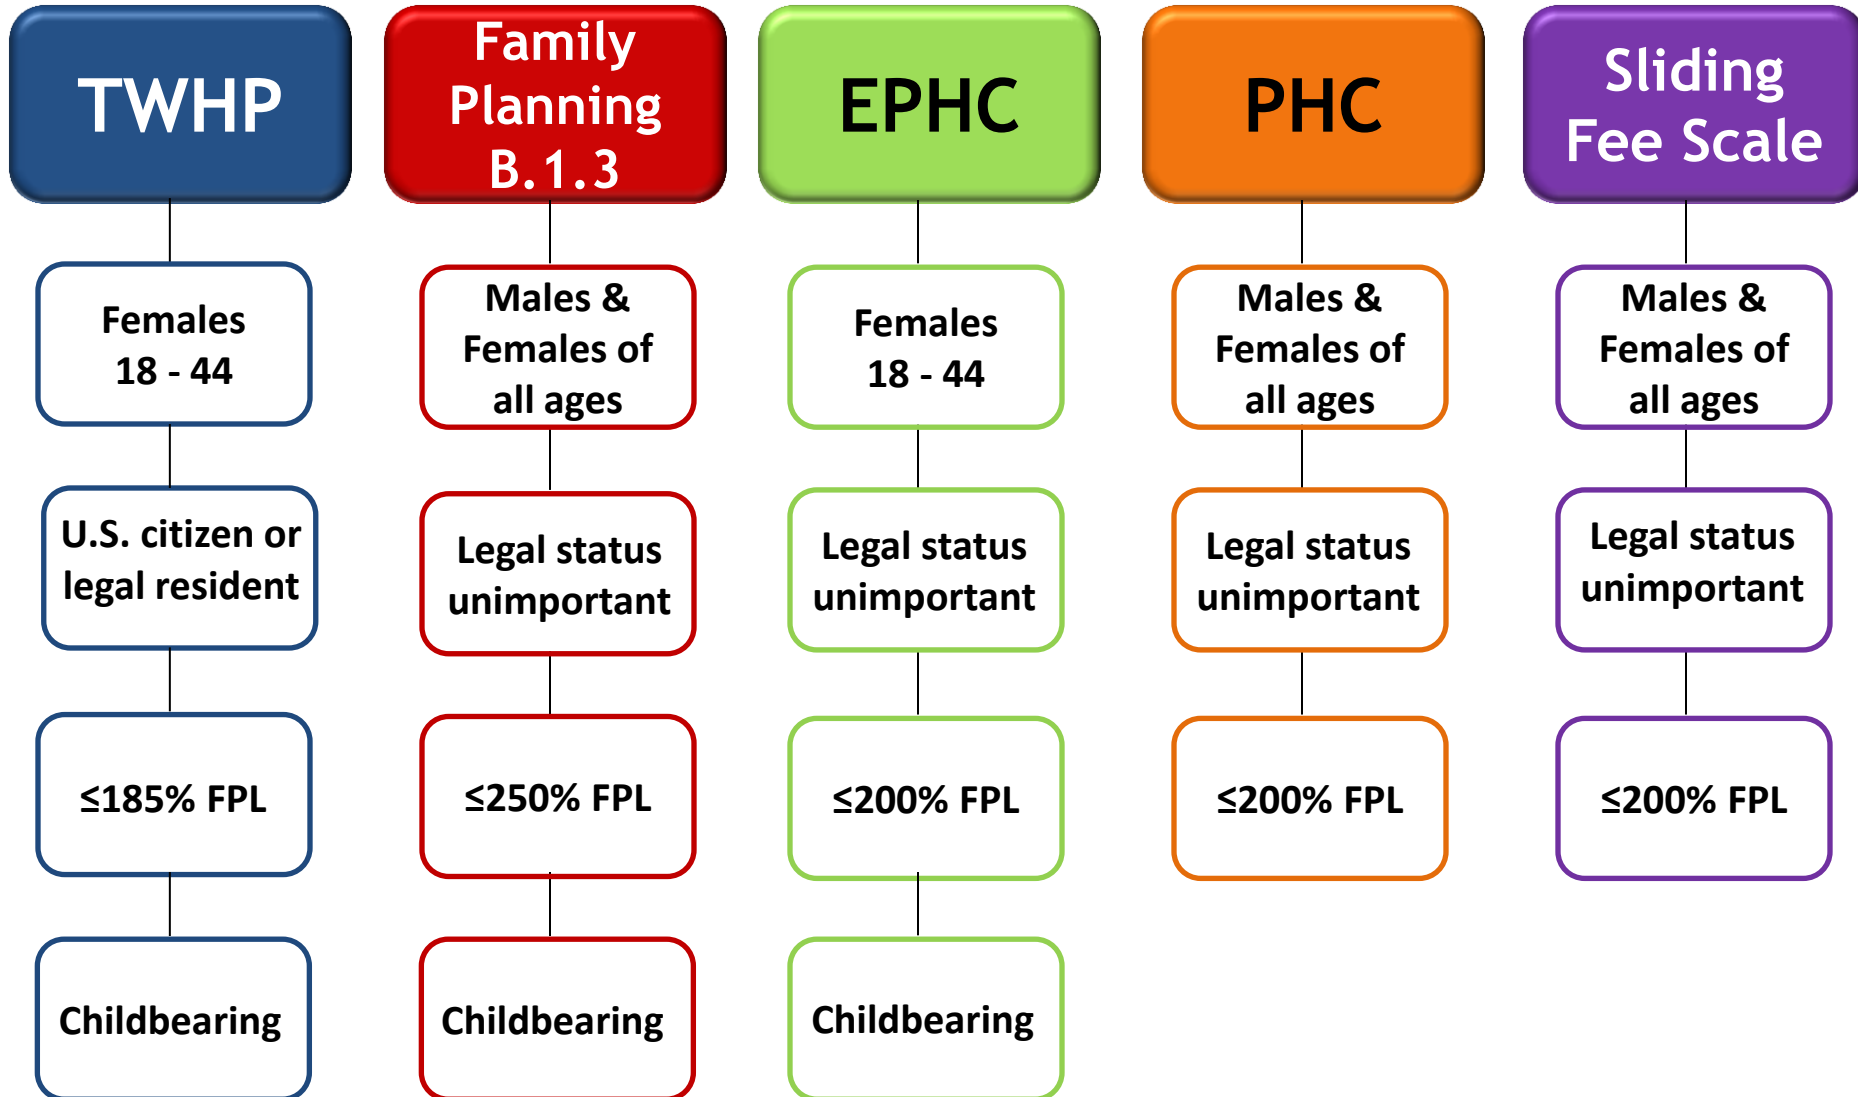 TWHP
Family
Planning
B.1.3
EPHC
PHC
Sliding
Fee Scale
Females
18 - 44
Males &
Females of
all ages
Females
18 - 44
Males &
Females of
all ages
Males &
Females of
all ages
U.S. citizen or
legal resident
Legal status
unimportant
Legal status
unimportant
Legal status
unimportant
Legal status
unimportant
≤185% FPL
≤250% FPL
≤200% FPL
≤200% FPL
≤200% FPL
Childbearing
Childbearing
Childbearing